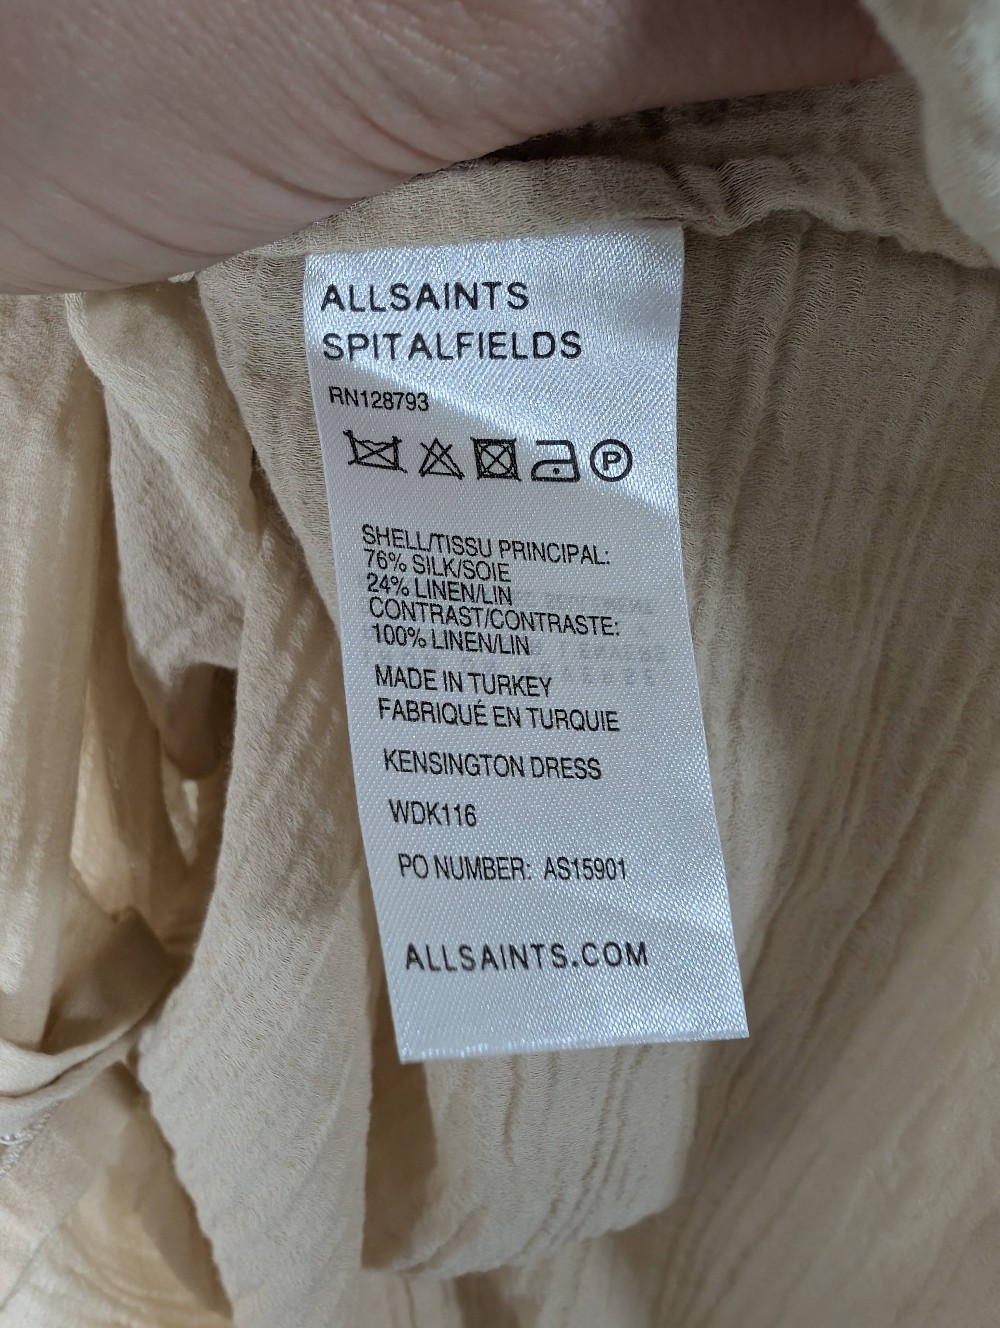 ALLSAINTS
SPITALFIELDS
RN128793
P
SHELL/TISSU PRINCIPAL:
76% SILK/SOIE
24% LINEN/LIN
CONTRAST/CONTRASTE:
100% LINEN/LIN
MADE IN TURKEY
FABRIQUÉ EN TURQUIE
KENSINGTON DRESS
WDK116
PO NUMBER: AS15901
ALLSAINTS.COM